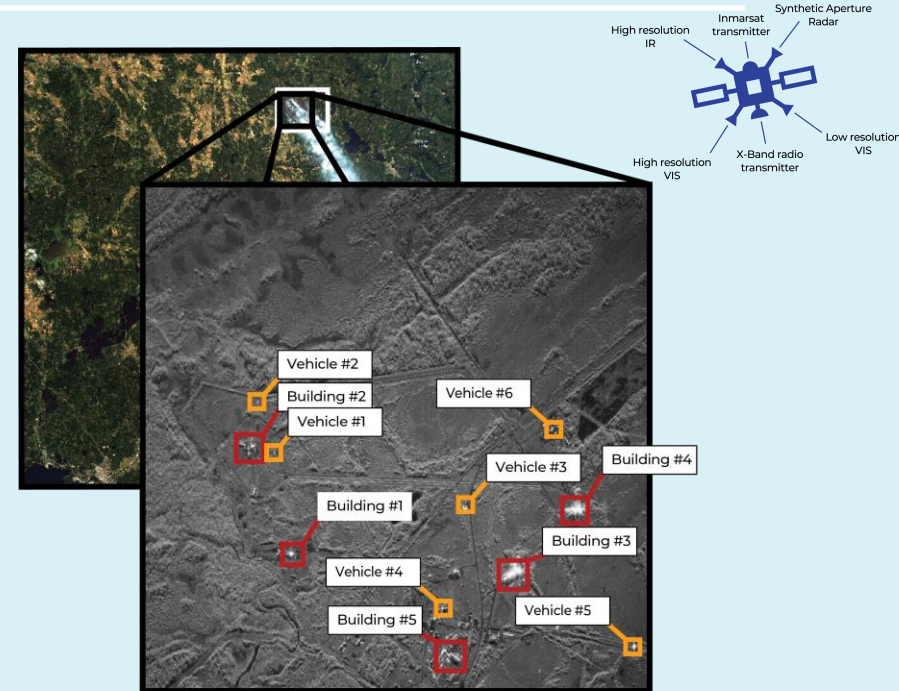 Synthetic Aperture
Radar
Inmarsat
transmitter
High resolution
IR
Low resolution
VIS
X-Band radio
transmitter
High resolution
VIS
Vehicle #2
Building #2
Vehicle #1
Vehicle #6
Building #4
Vehicle #3
Building #1
Building #3
Vehicle #4
Vehicle #5
Building #5